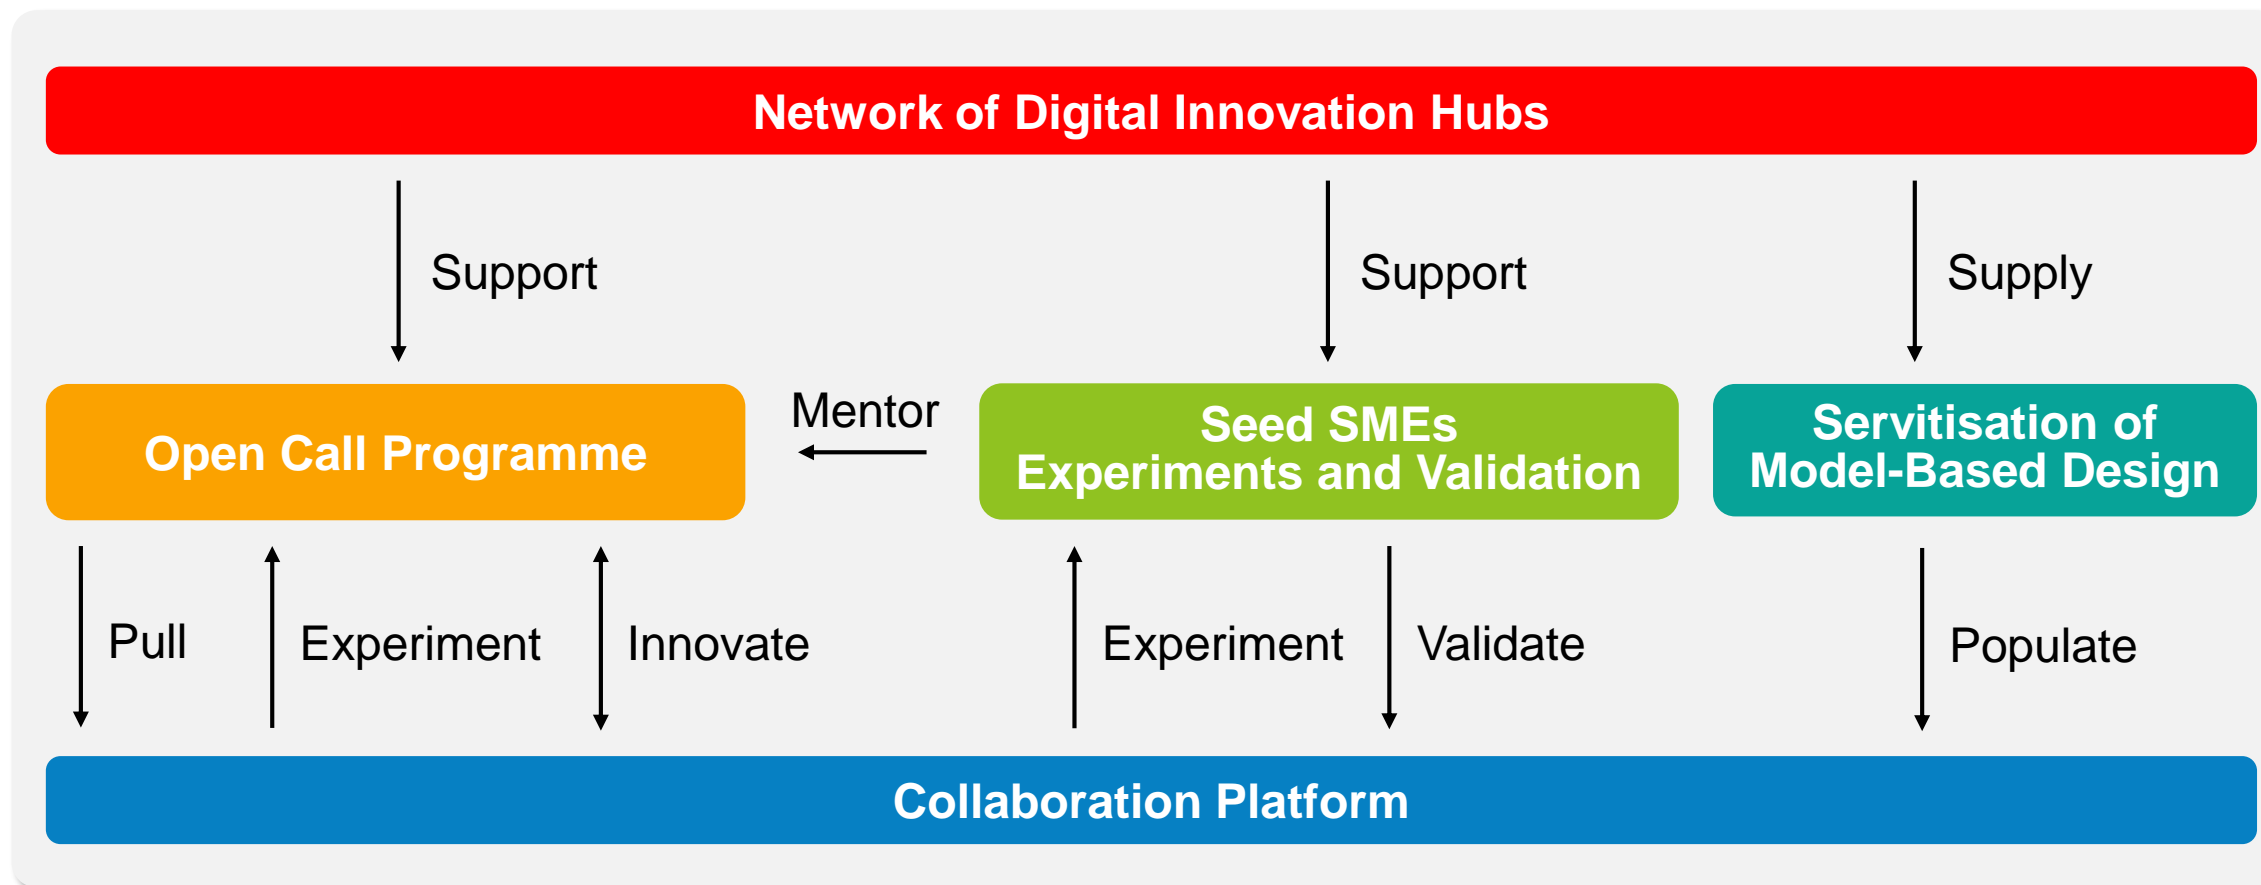 Network of Digital Innovation Hubs
Support
Support
Supply
Open Call Programme
Mentor
Seed SMEs
Experiments and Validation
Servitisation of
Model-Based Design
Pull
Experiment
Innovate
Experiment
Validate
Populate
Collaboration Platform